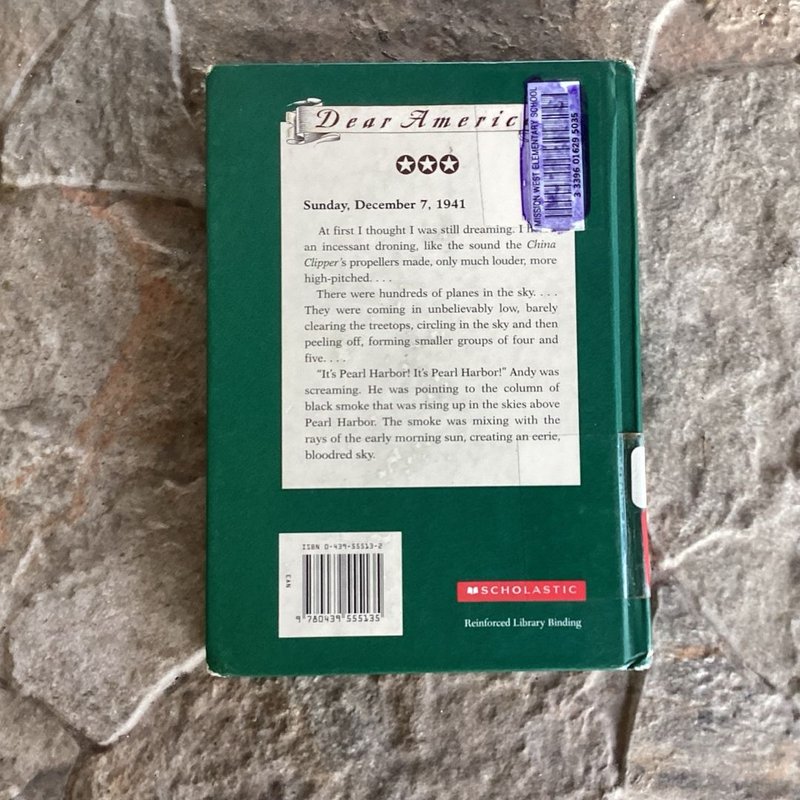 Dear Americ
MISSION WEST ELEMENTARY SCHOOL
3 3396 01629 5035
Sunday, December 7, 1941
At first I thought I was still dreaming. I
an incessant droning, like the sound the China
Clipper's propellers made, only much louder, more
high-pitched. . . .
There were hundreds of planes in the sky. . . .
They were coming in unbelievably low, barely
clearing the treetops, circling in the sky and then
peeling off, forming smaller groups of four and
five. . . .
"It's Pearl Harbor! It's Pearl Harbor!" Andy was
screaming. He was pointing to the column of
black smoke that was rising up in the skies above
Pearl Harbor. The smoke was mixing with the
rays of the early morning sun, creating an eerie,
bloodred sky.
ISBN 0-439-55513-2
EAN
9 780439 555135
SCHOLASTIC
Reinforced Library Binding